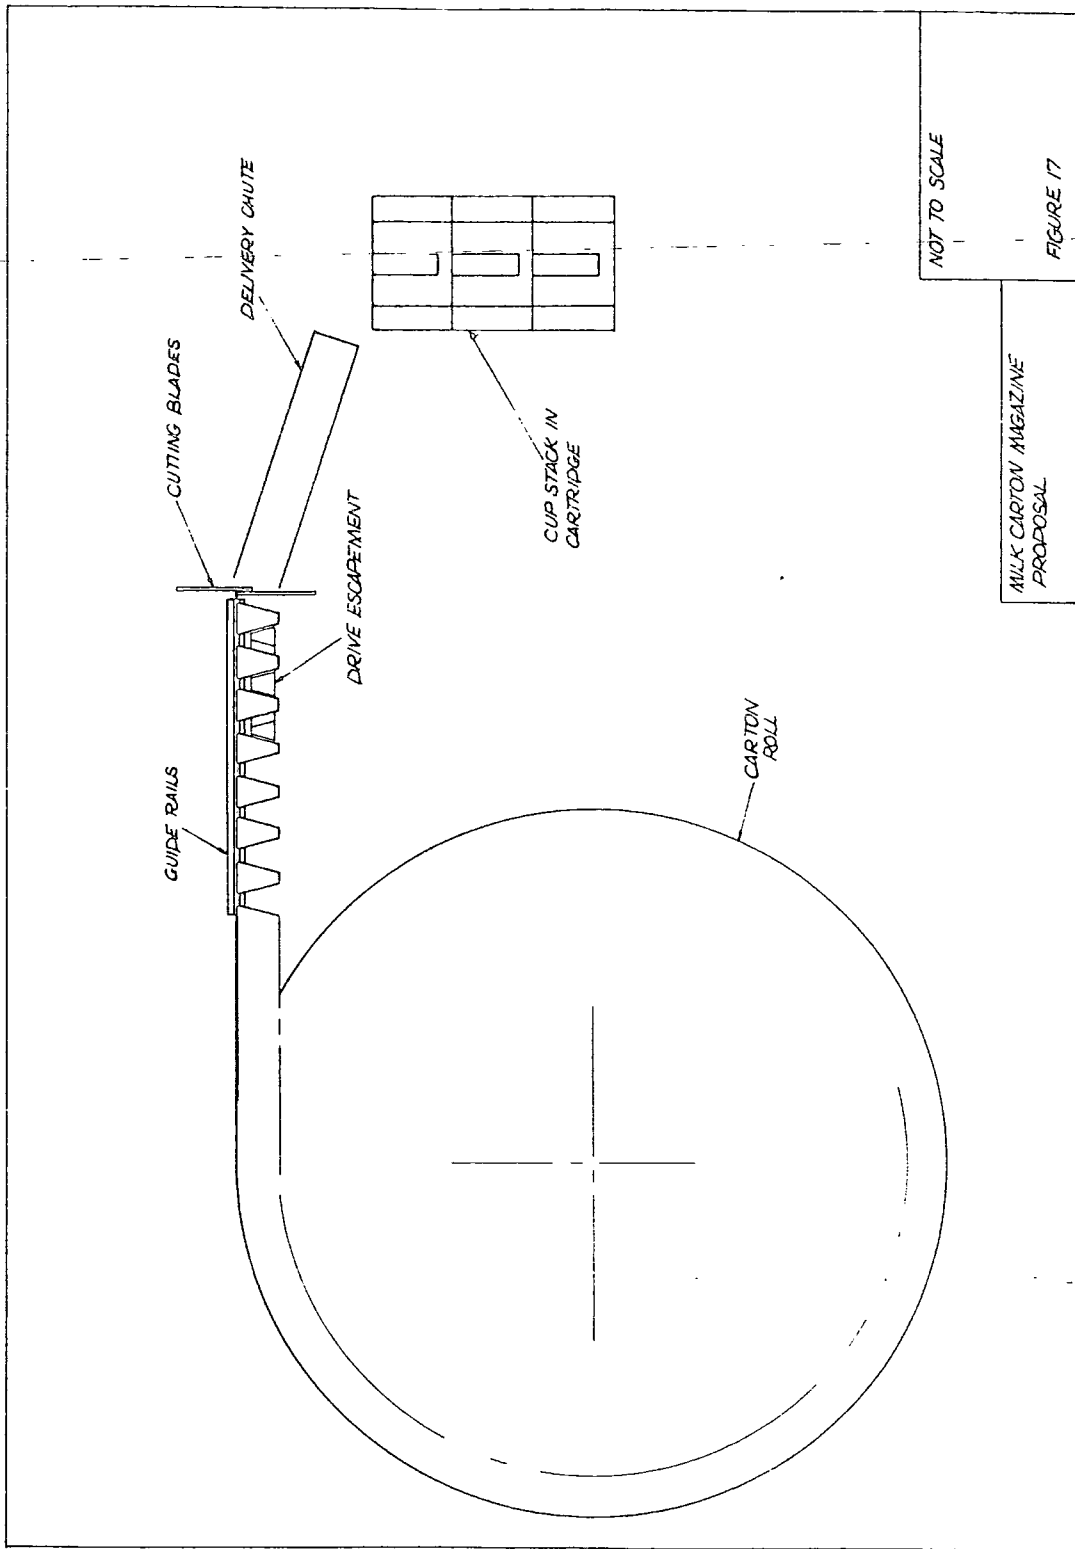 GUIDE RAILS
CUTTING BLADES
DELIVERY CHUTE
DRIVE ESCAPEMENT
CUP STACK IN
CARTRIDGE
CARTON
ROLL
MILK CARTON MAGAZINE
PROPOSAL
NOT TO SCALE
FIGURE 17